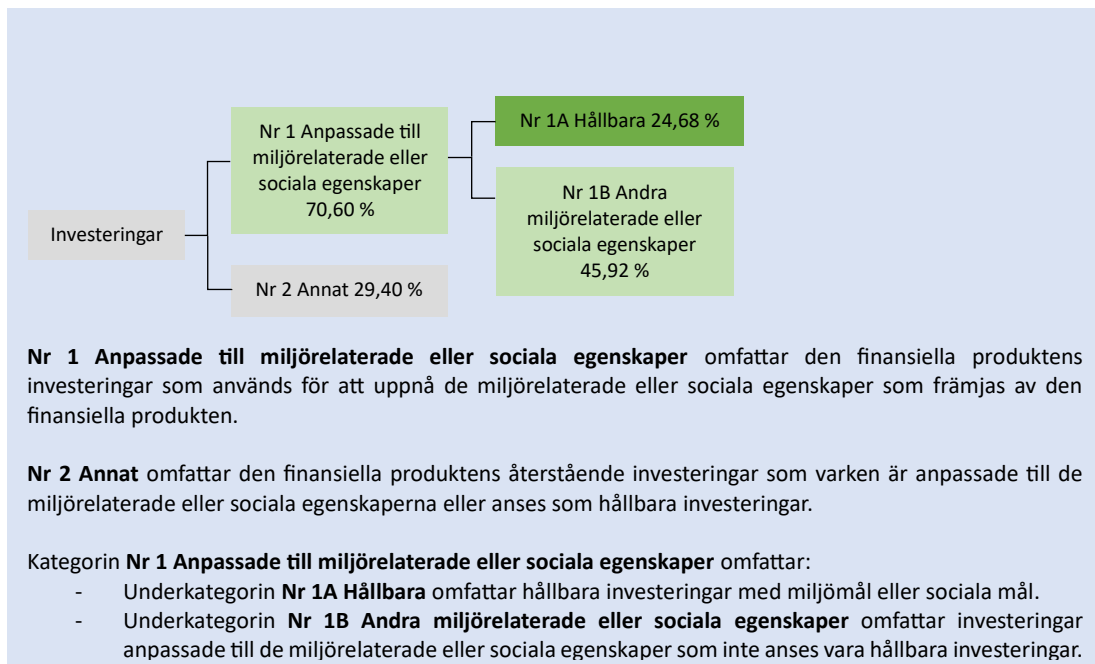 Nr 1A Hållbara 24,68 %
Nr 1 Anpassade till
miljörelaterade eller
sociala egenskaper
70,60 %
Nr 1B Andra
miljörelaterade eller
sociala egenskaper
45,92 %
Investeringar
Nr 2 Annat 29,40 %
Nr 1 Anpassade till miljörelaterade eller sociala egenskaper omfattar den finansiella produktens
investeringar som används för att uppnå de miljörelaterade eller sociala egenskaper som främjas av den
finansiella produkten.
Nr 2 Annat omfattar den finansiella produktens återstående investeringar som varken är anpassade till de
miljörelaterade eller sociala egenskaperna eller anses som hållbara investeringar.
Kategorin Nr 1 Anpassade till miljörelaterade eller sociala egenskaper omfattar:
- Underkategorin Nr 1A Hållbara omfattar hållbara investeringar med miljömål eller sociala mål.
- Underkategorin Nr 1B Andra miljörelaterade eller sociala egenskaper omfattar investeringar
anpassade till de miljörelaterade eller sociala egenskaper som inte anses vara hållbara investeringar.